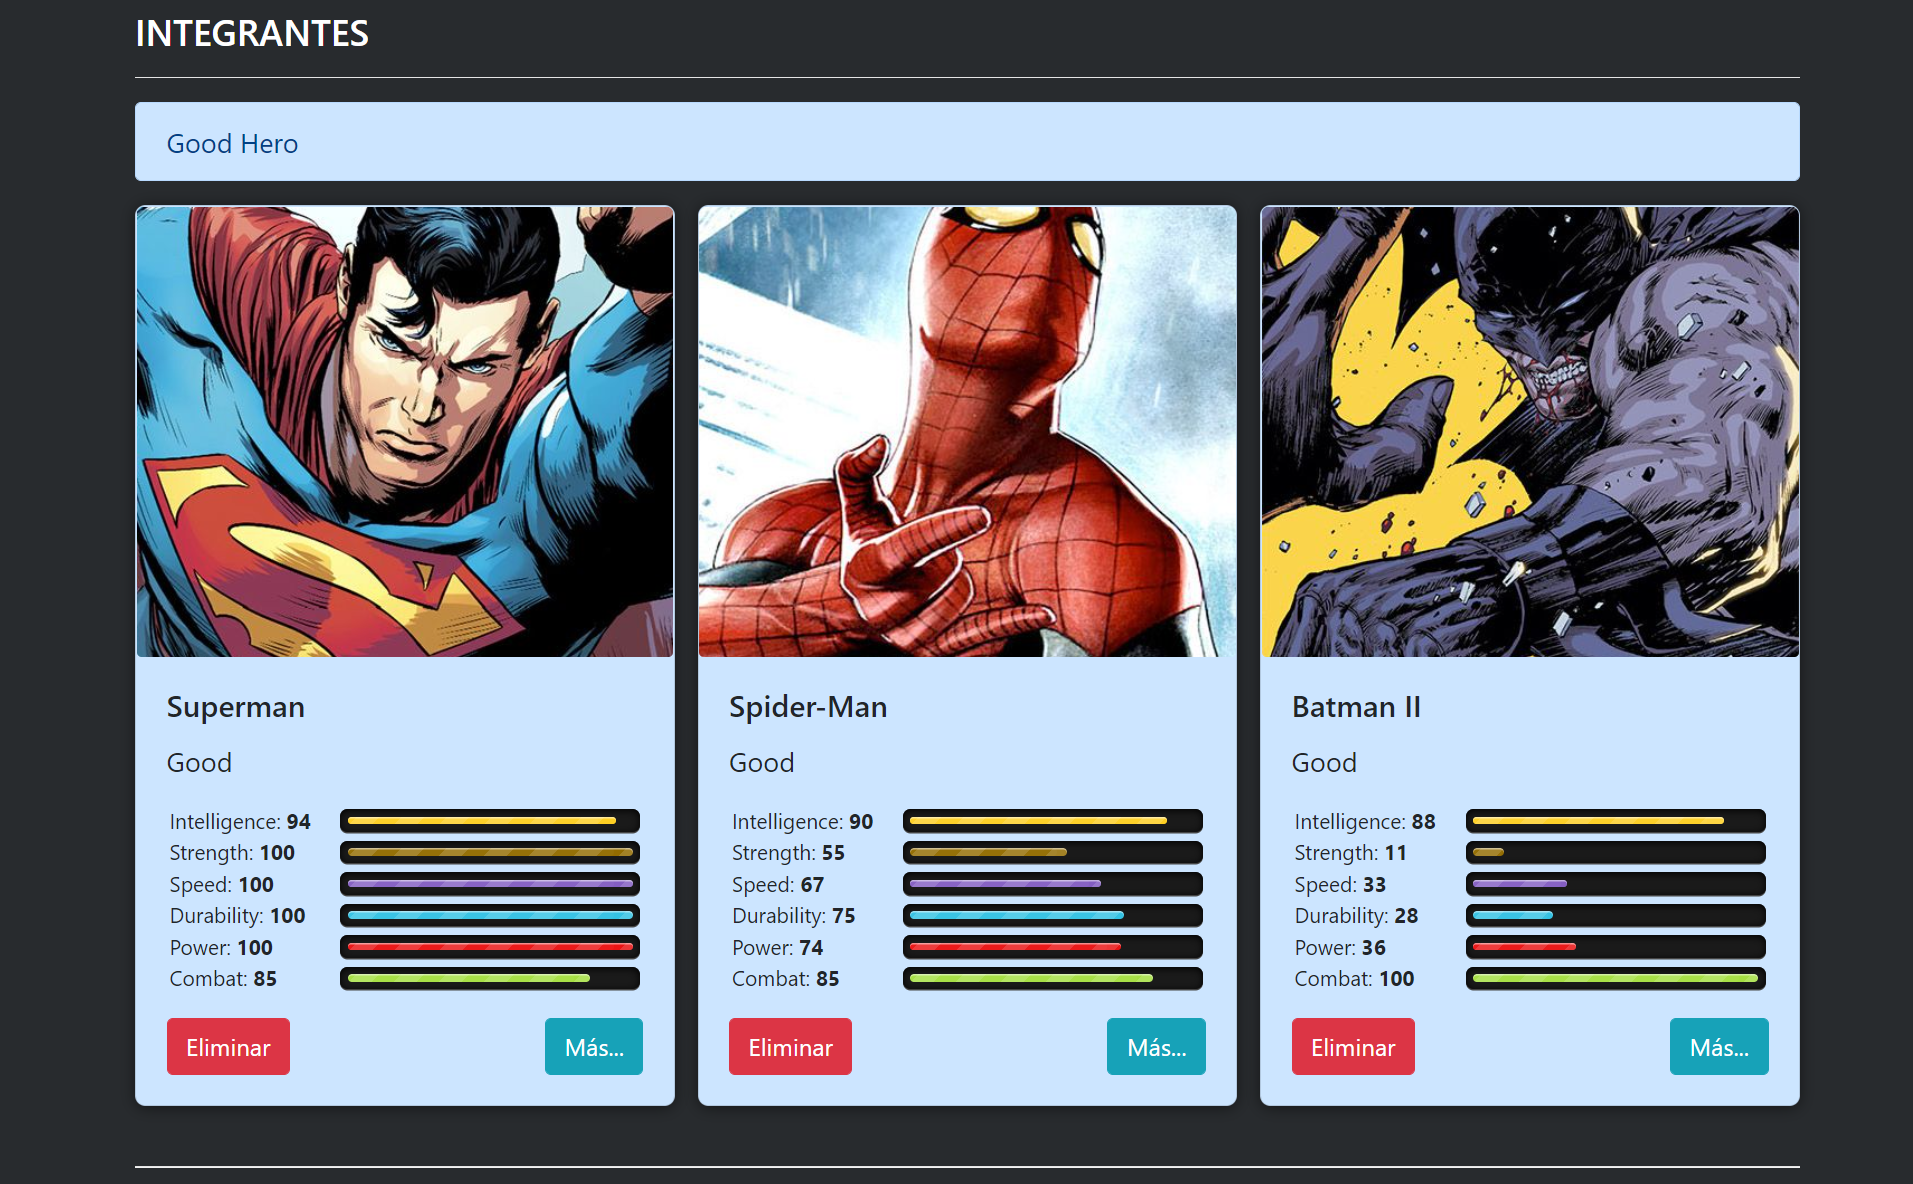 INTEGRANTES
Good Hero
Superman
Good
Intelligence: 94
Strength: 100
Speed: 100
Durability: 100
Power: 100
Combat: 85
Eliminar
Más...
Spider-Man
Good
Intelligence: 90
Strength: 55
Speed: 67
Durability: 75
Power: 74
Combat: 85
Eliminar
Más...
Batman II
Good
Intelligence: 88
Strength: 11
Speed: 33
Durability: 28
Power: 36
Combat: 100
Eliminar
Más...